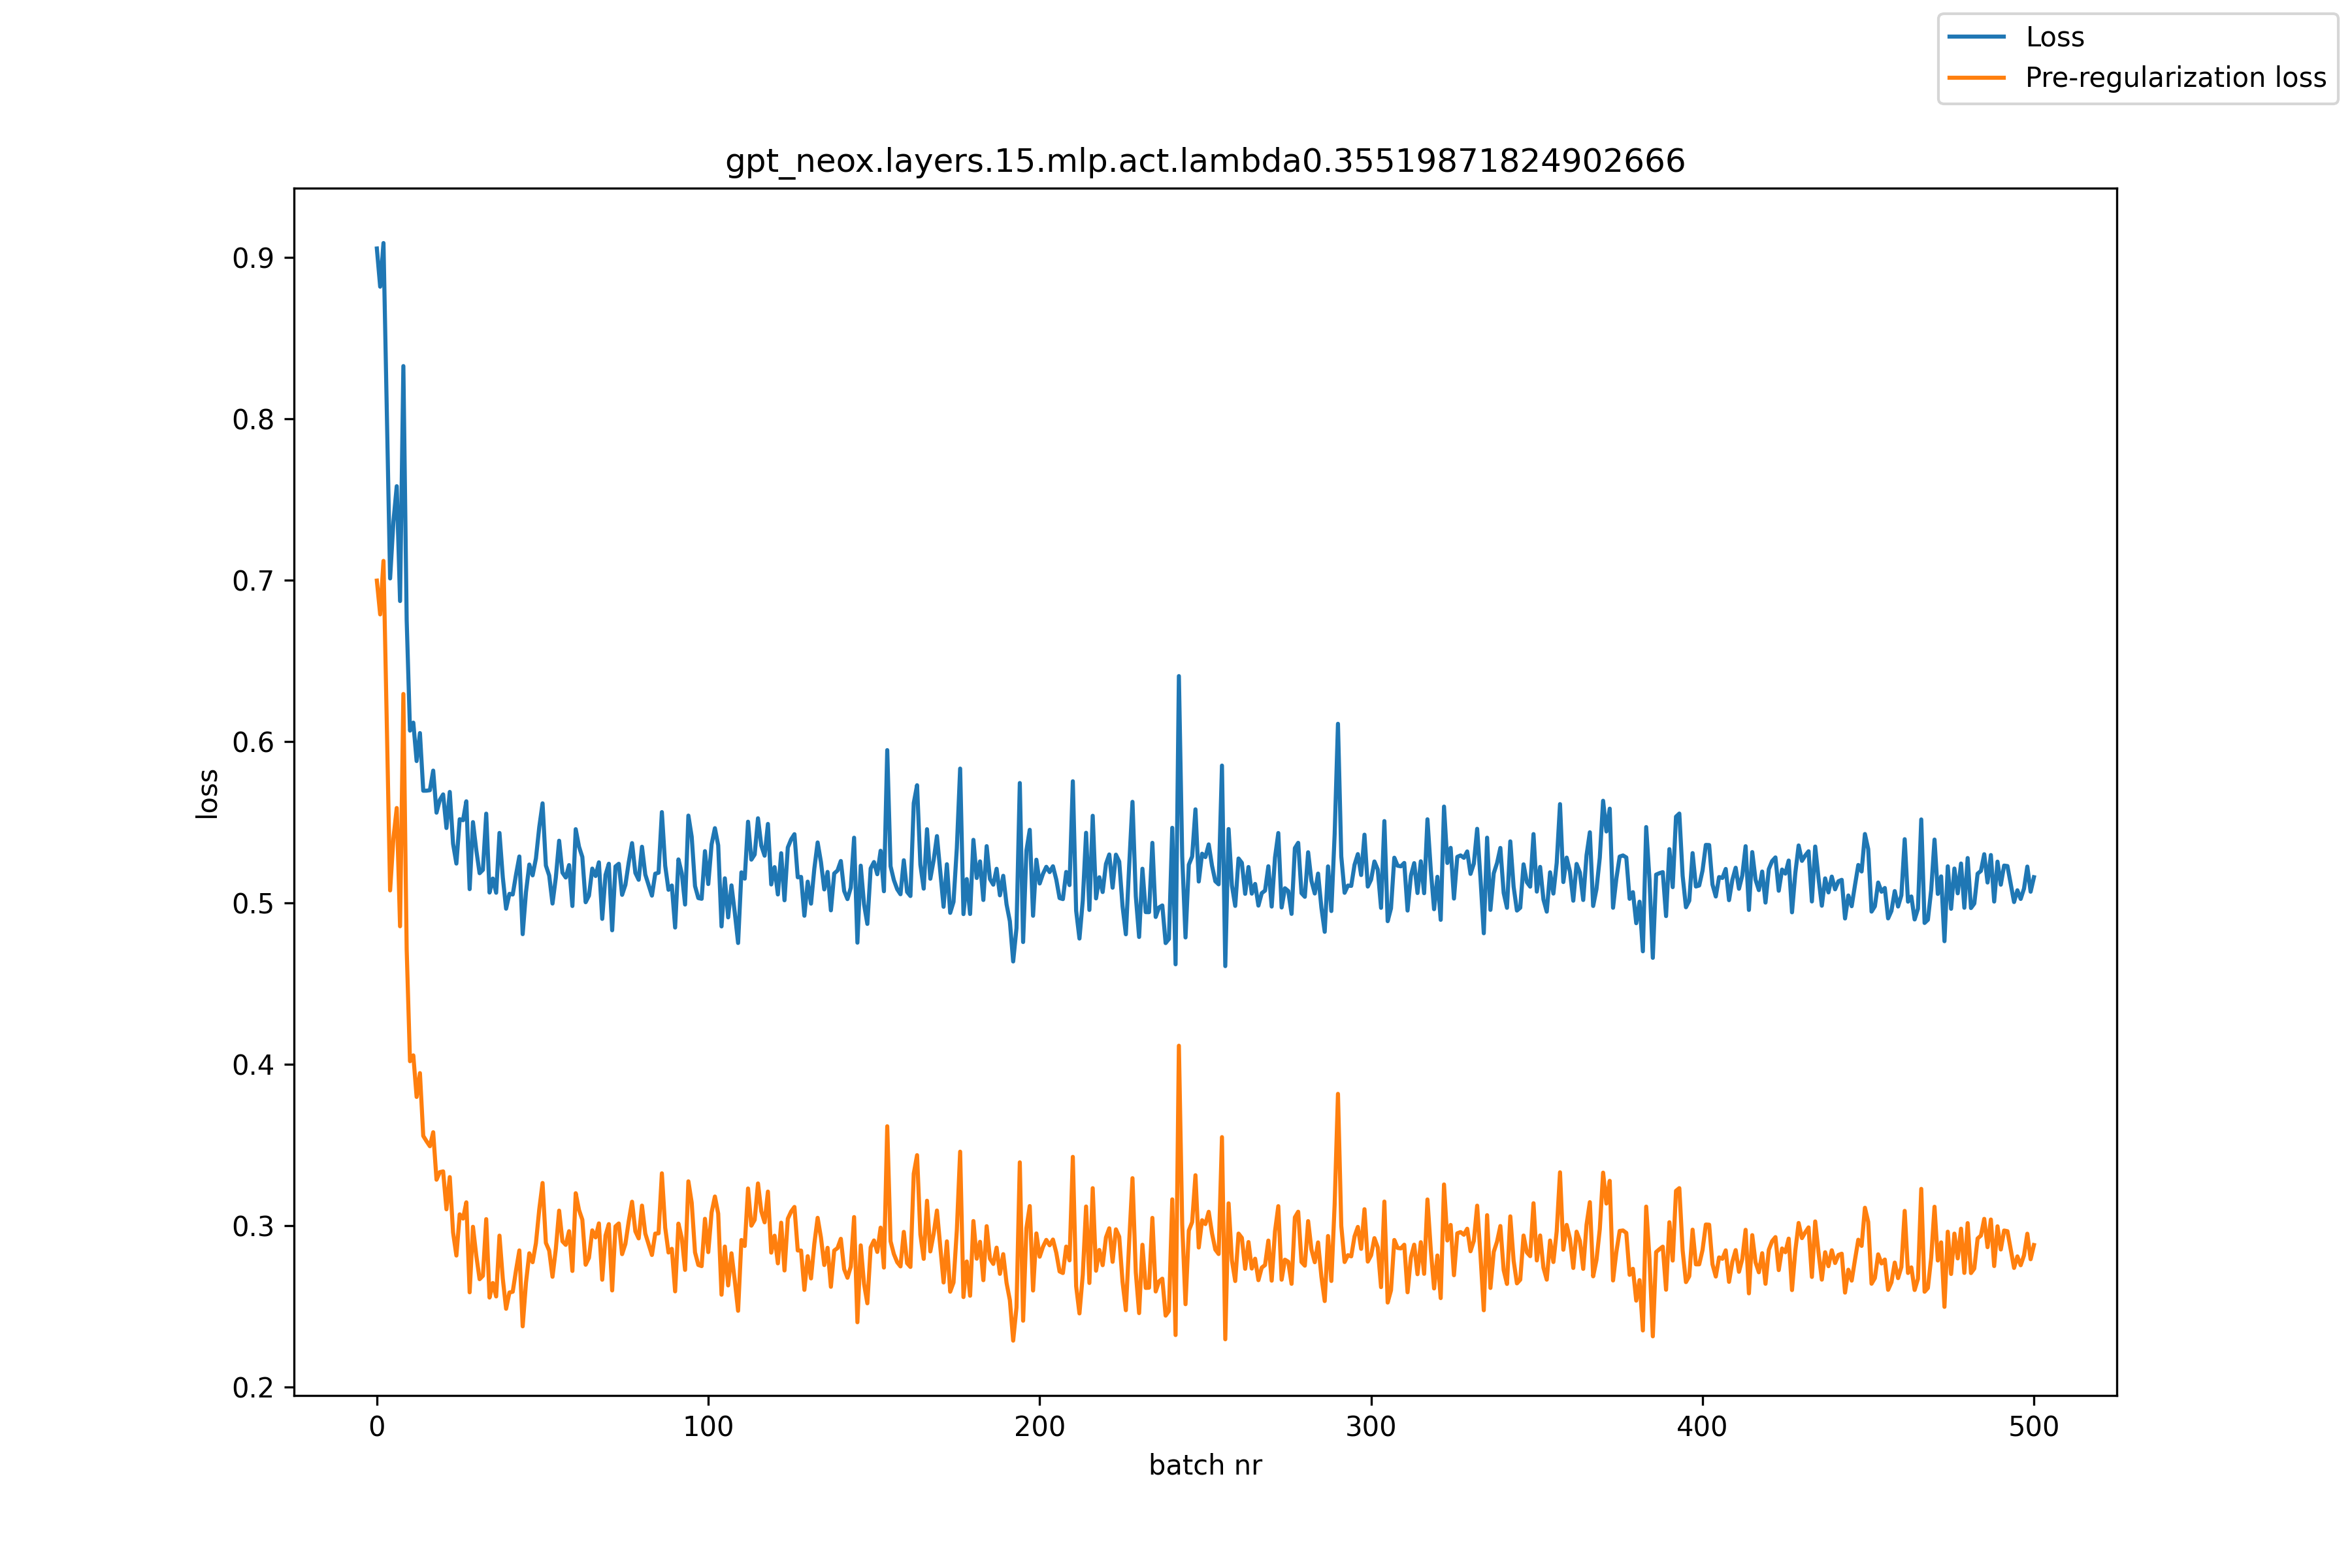 Loss
Pre-regularization loss
gpt_neox.layers.15.mlp.act.lambda0.35519871824902666
0.9
0.8
0.7
0.6
0.5
0.4
0.3
0.2
loss
0 100 200 300 400 500
batch nr